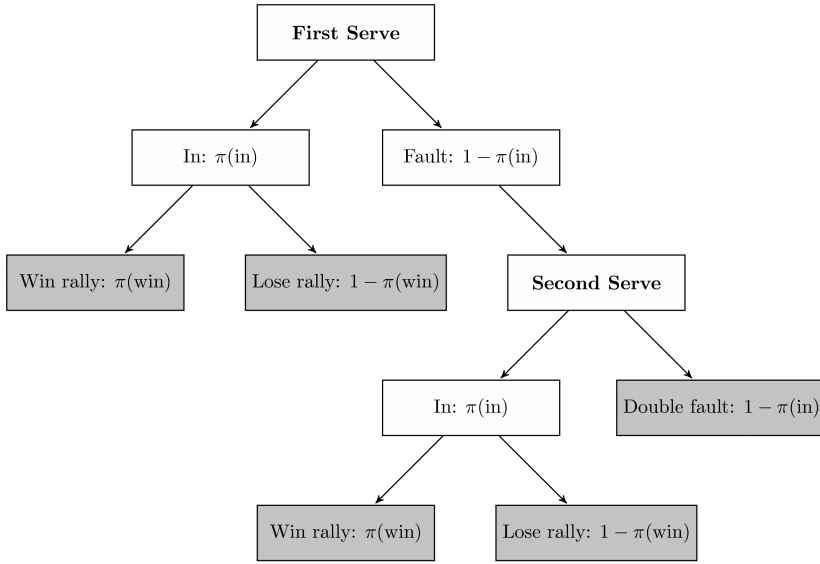 First Serve
In: π(in)
Fault: 1 − π(in)
Win rally: π(win)
Lose rally: 1 − π(win)
Second Serve
In: π(in)
Double fault: 1 − π(in)
Win rally: π(win)
Lose rally: 1 − π(win)